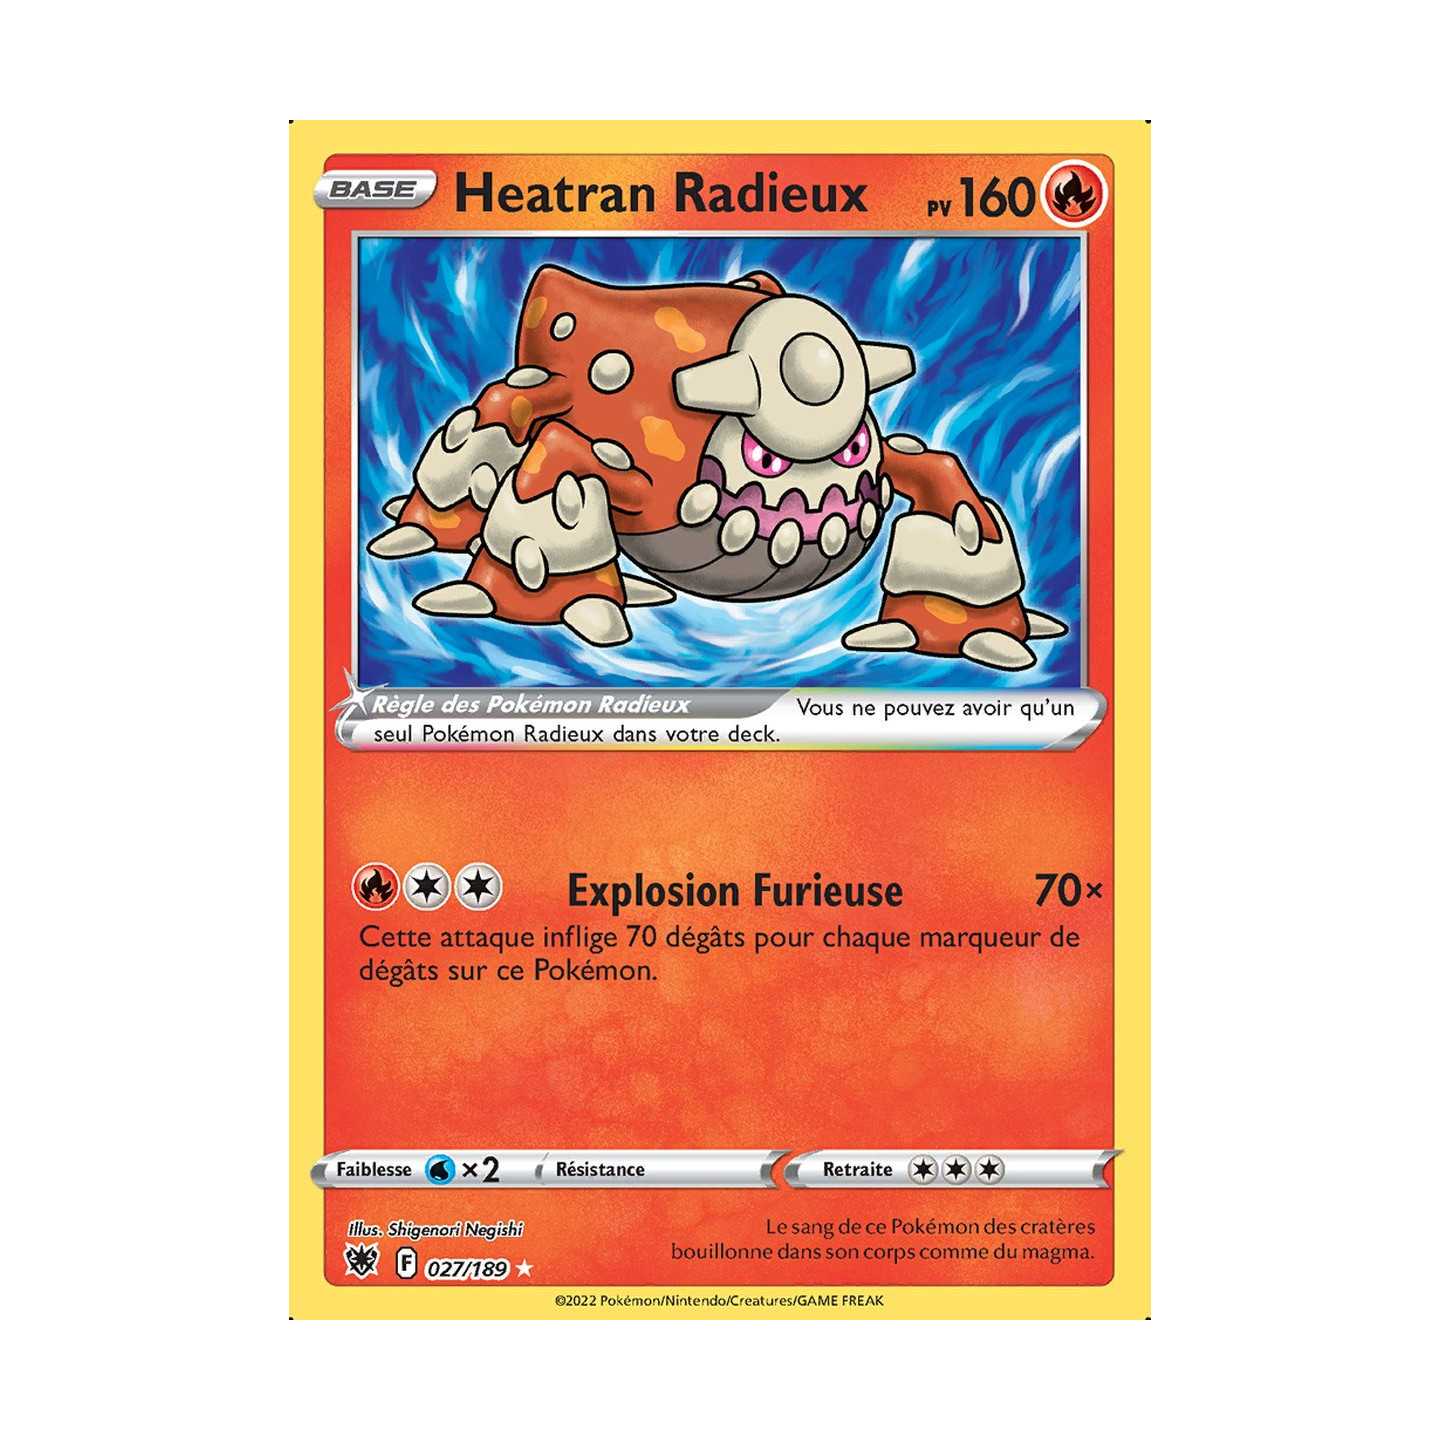 BASE Heatran Radieux PV 160
Règle des Pokémon Radieux Vous ne pouvez avoir qu'un
seul Pokémon Radieux dans votre deck.
Explosion Furieuse 70×
Cette attaque inflige 70 dégâts pour chaque marqueur de
dégâts sur ce Pokémon.
Faiblesse ×2 Résistance Retraite
Illus. Shigenori Negishi
Le sang de ce Pokémon des cratères
bouillonne dans son corps comme du magma.
F 027/189
©2022 Pokémon/Nintendo/Creatures/GAME FREAK